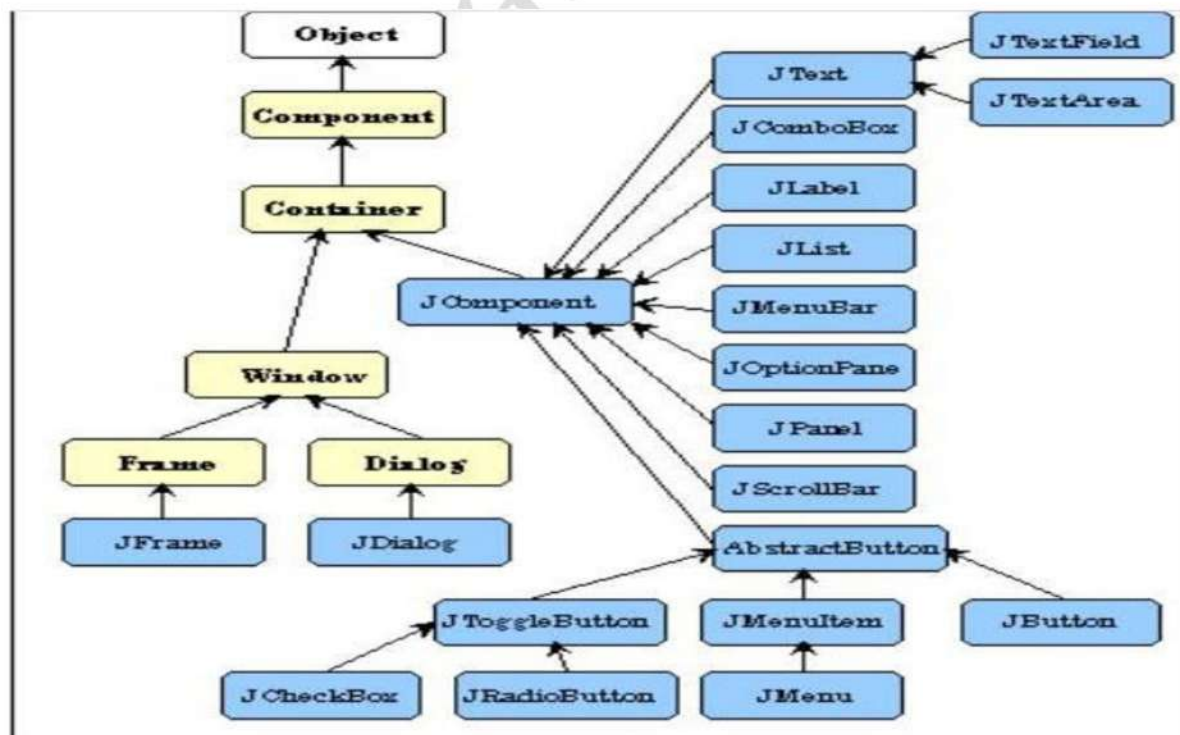 Object
Component
Container
JComponent
Window
Frame
Dialog
JFrame
JDialog
JText
JTextField
JTextArea
JComboBox
JLabel
JList
JMenuBar
JOptionPane
JPanel
JScrollBar
AbstractButton
JToggleButton
JMenuItem
JButton
JCheckBox
JRadioButton
JMenu